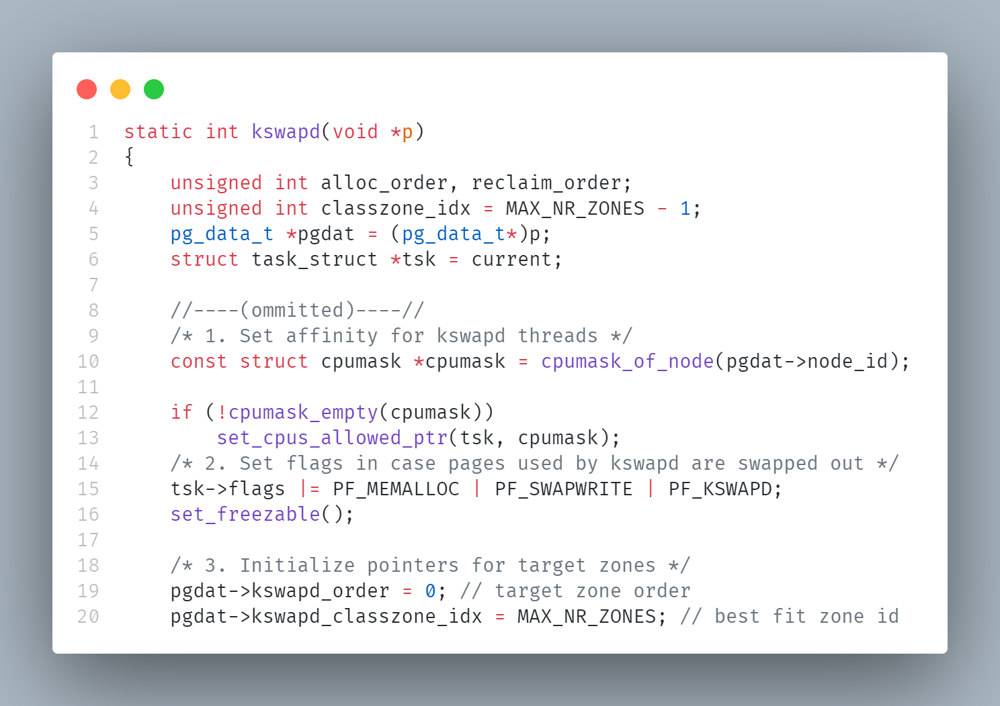 1 static int kswapd(void *p)
2 {
3     unsigned int alloc_order, reclaim_order;
4     unsigned int classzone_idx = MAX_NR_ZONES - 1;
5     pg_data_t *pgdat = (pg_data_t*)p;
6     struct task_struct *tsk = current;
7
8     //----(ommitted)----//
9     /* 1. Set affinity for kswapd threads */
10     const struct cpumask *cpumask = cpumask_of_node(pgdat->node_id);
11
12     if (!cpumask_empty(cpumask))
13         set_cpus_allowed_ptr(tsk, cpumask);
14     /* 2. Set flags in case pages used by kswapd are swapped out */
15     tsk->flags |= PF_MEMALLOC | PF_SWAPWRITE | PF_KSWAPD;
16     set_freezable();
17
18     /* 3. Initialize pointers for target zones */
19     pgdat->kswapd_order = 0; // target zone order
20     pgdat->kswapd_classzone_idx = MAX_NR_ZONES; // best fit zone id